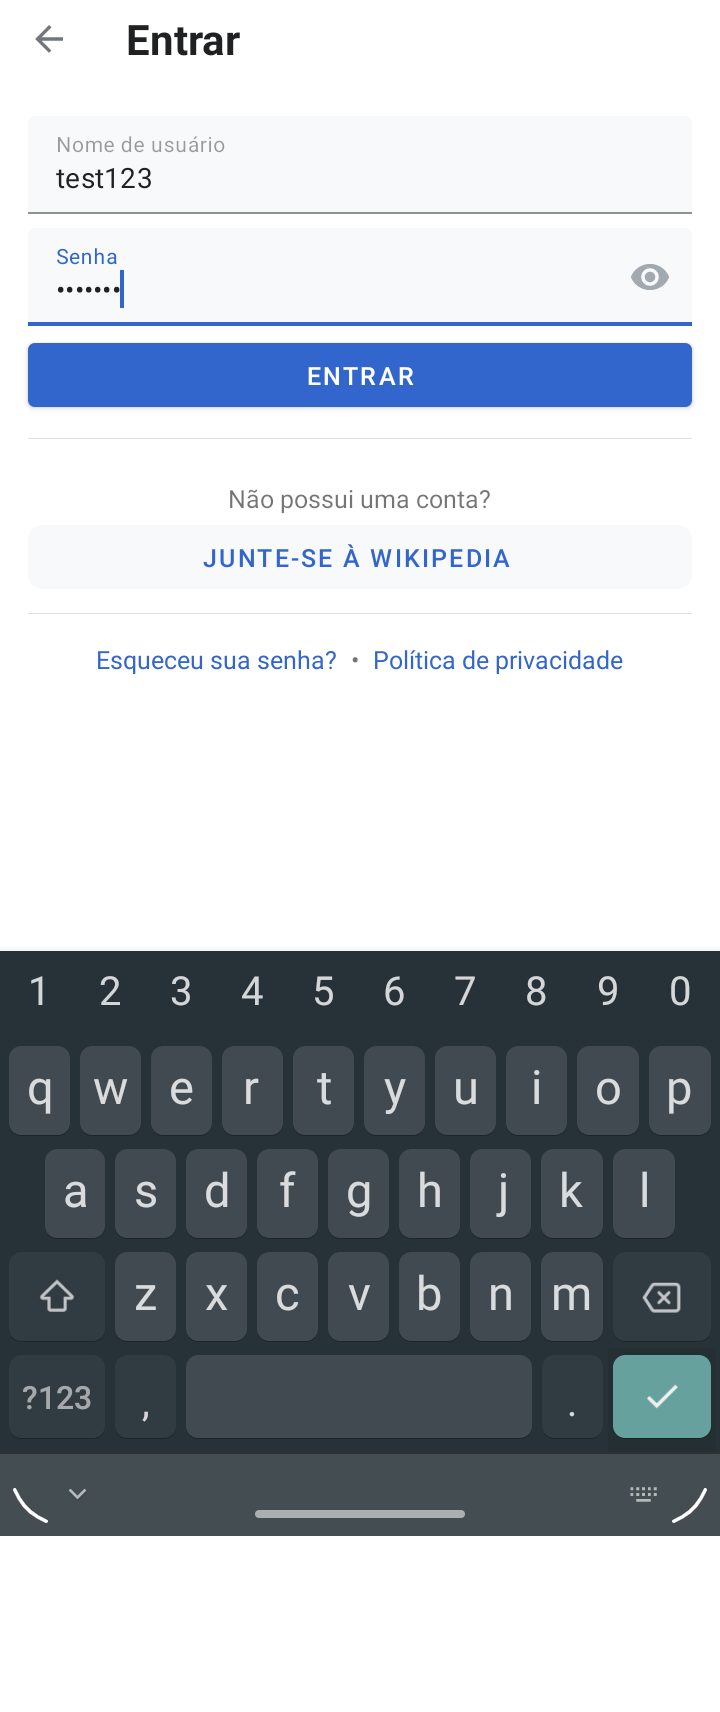 Entrar
Nome de usuário
test123
Senha
•••••••
ENTRAR
Não possui uma conta?
JUNTE-SE À WIKIPEDIA
Esqueceu sua senha? • Política de privacidade
1 2 3 4 5 6 7 8 9 0
q w e r t y u i o p
a s d f g h j k l
z x c v b n m
?123 , .